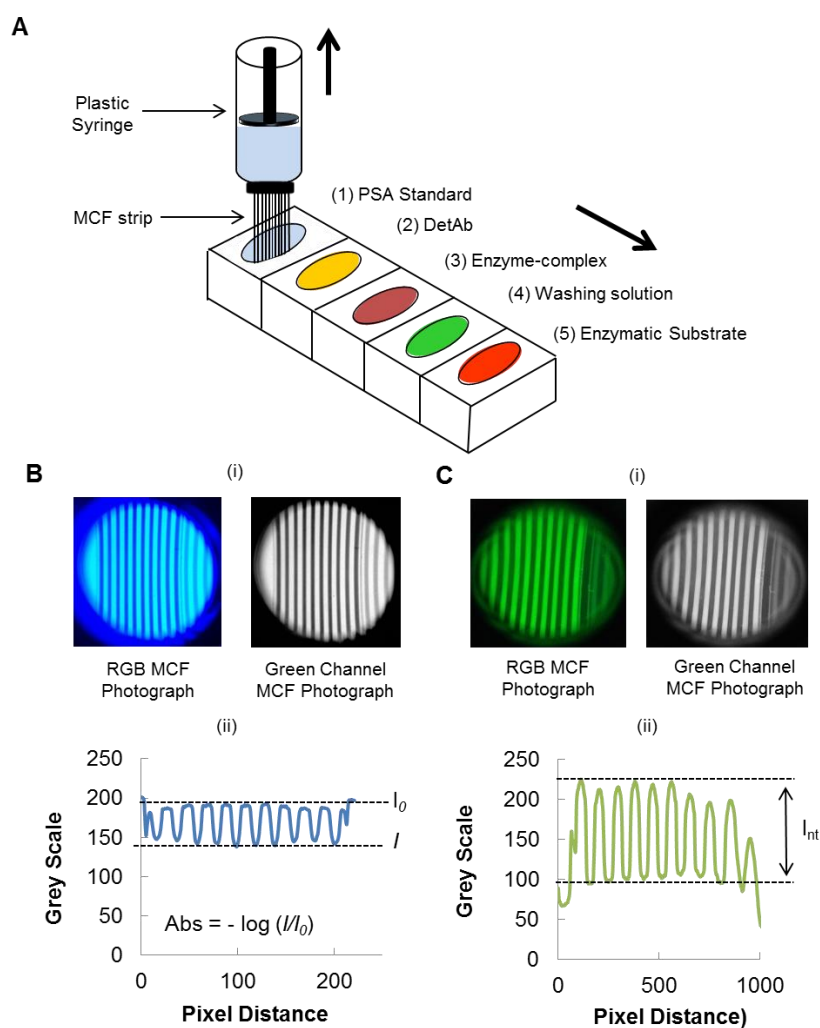 A
Plastic
Syringe
MCF strip
(1) PSA Standard
(2) DetAb
(3) Enzyme-complex
(4) Washing solution
(5) Enzymatic Substrate
B
(i)
RGB MCF
Photograph
Green Channel
MCF Photograph
(ii)
250
200
150
100
50
0
Grey Scale
I0
I
Abs = - log (I/I0)
0
100
200
Pixel Distance
C
(i)
RGB MCF
Photograph
Green Channel
MCF Photograph
(ii)
250
200
150
100
50
0
Grey Scale
Int
0
500
1000
Pixel Distance)